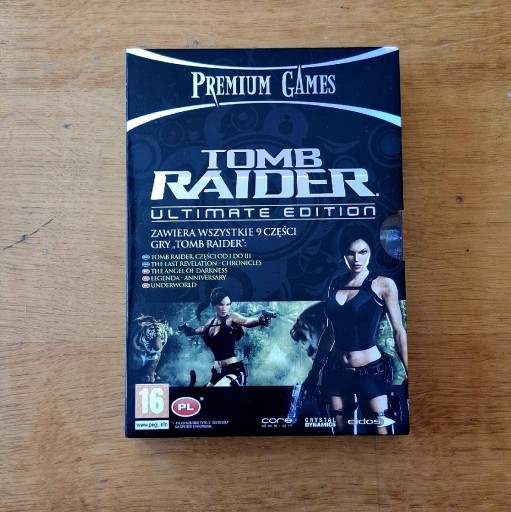 PREMIUM GAMES
TOMB
RAIDER
ULTIMATE EDITION
ZAWIERA WSZYSTKIE 9 CZĘŚCI
GRY „TOMB RAIDER”:
TOMB RAIDER, CZĘŚCI OD I DO III
THE LAST REVELATION · CHRONICLES
THE ANGEL OF DARKNESS
LEGENDA · ANNIVERSARY
UNDERWORLD
16
www.pegi.info
PL
core
design
CRYSTAL
DYNAMICS
eidos